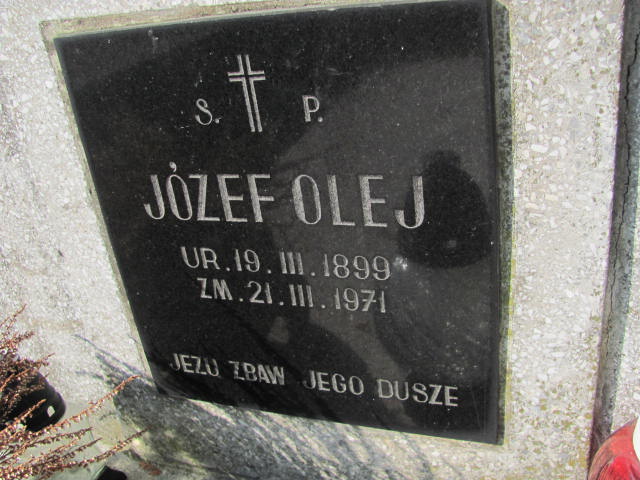 S. P.
JÓZEF OLEJ
UR. 19. III. 1899
ZM. 21. III. 1971
JEZU ZBAW JEGO DUSZE